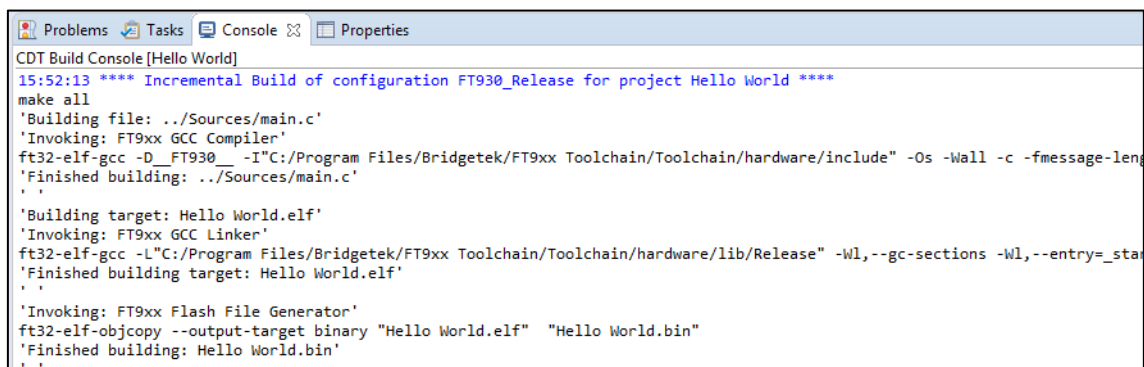 Problems Tasks Console Properties
CDT Build Console [Hello World]
15:52:13 **** Incremental Build of configuration FT930_Release for project Hello World ****
make all
'Building file: ../Sources/main.c'
'Invoking: FT9xx GCC Compiler'
ft32-elf-gcc -D__FT930__ -I"C:/Program Files/Bridgetek/FT9xx Toolchain/Toolchain/hardware/include" -Os -Wall -c -fmessage-leng
'Finished building: ../Sources/main.c'
' '
'Building target: Hello World.elf'
'Invoking: FT9xx GCC Linker'
ft32-elf-gcc -L"C:/Program Files/Bridgetek/FT9xx Toolchain/Toolchain/hardware/lib/Release" -Wl,--gc-sections -Wl,--entry=_star
'Finished building target: Hello World.elf'
' '
'Invoking: FT9xx Flash File Generator'
ft32-elf-objcopy --output-target binary "Hello World.elf"  "Hello World.bin"
'Finished building: Hello World.bin'
' '